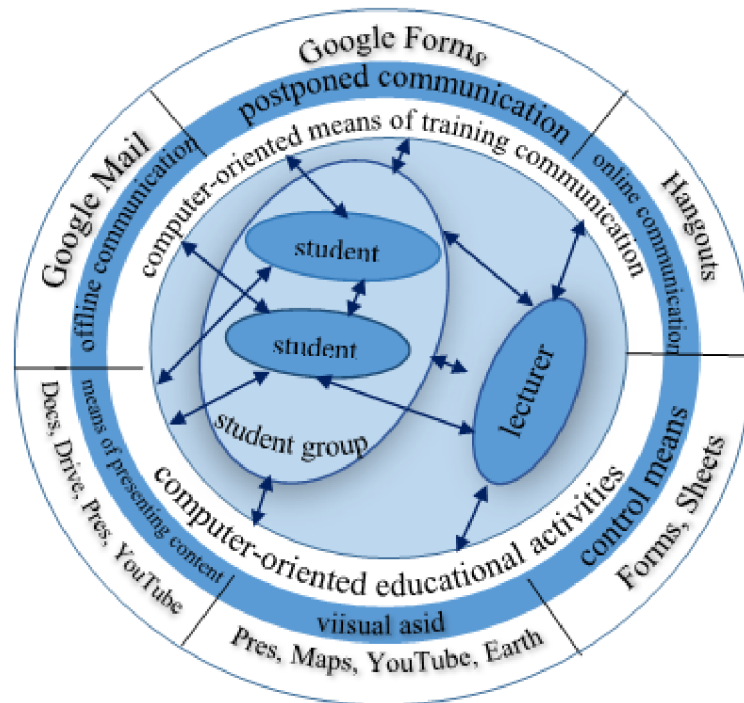 Google Forms
postponed communication
Google Mail
offline communication
computer-oriented means of training communication
online communication
Hangouts
student
student
student group
lecturer
Docs, Drive, Pres, YouTube
means of presenting content
computer-oriented educational activities
control means
Forms, Sheets
viisual asid
Pres, Maps, YouTube, Earth